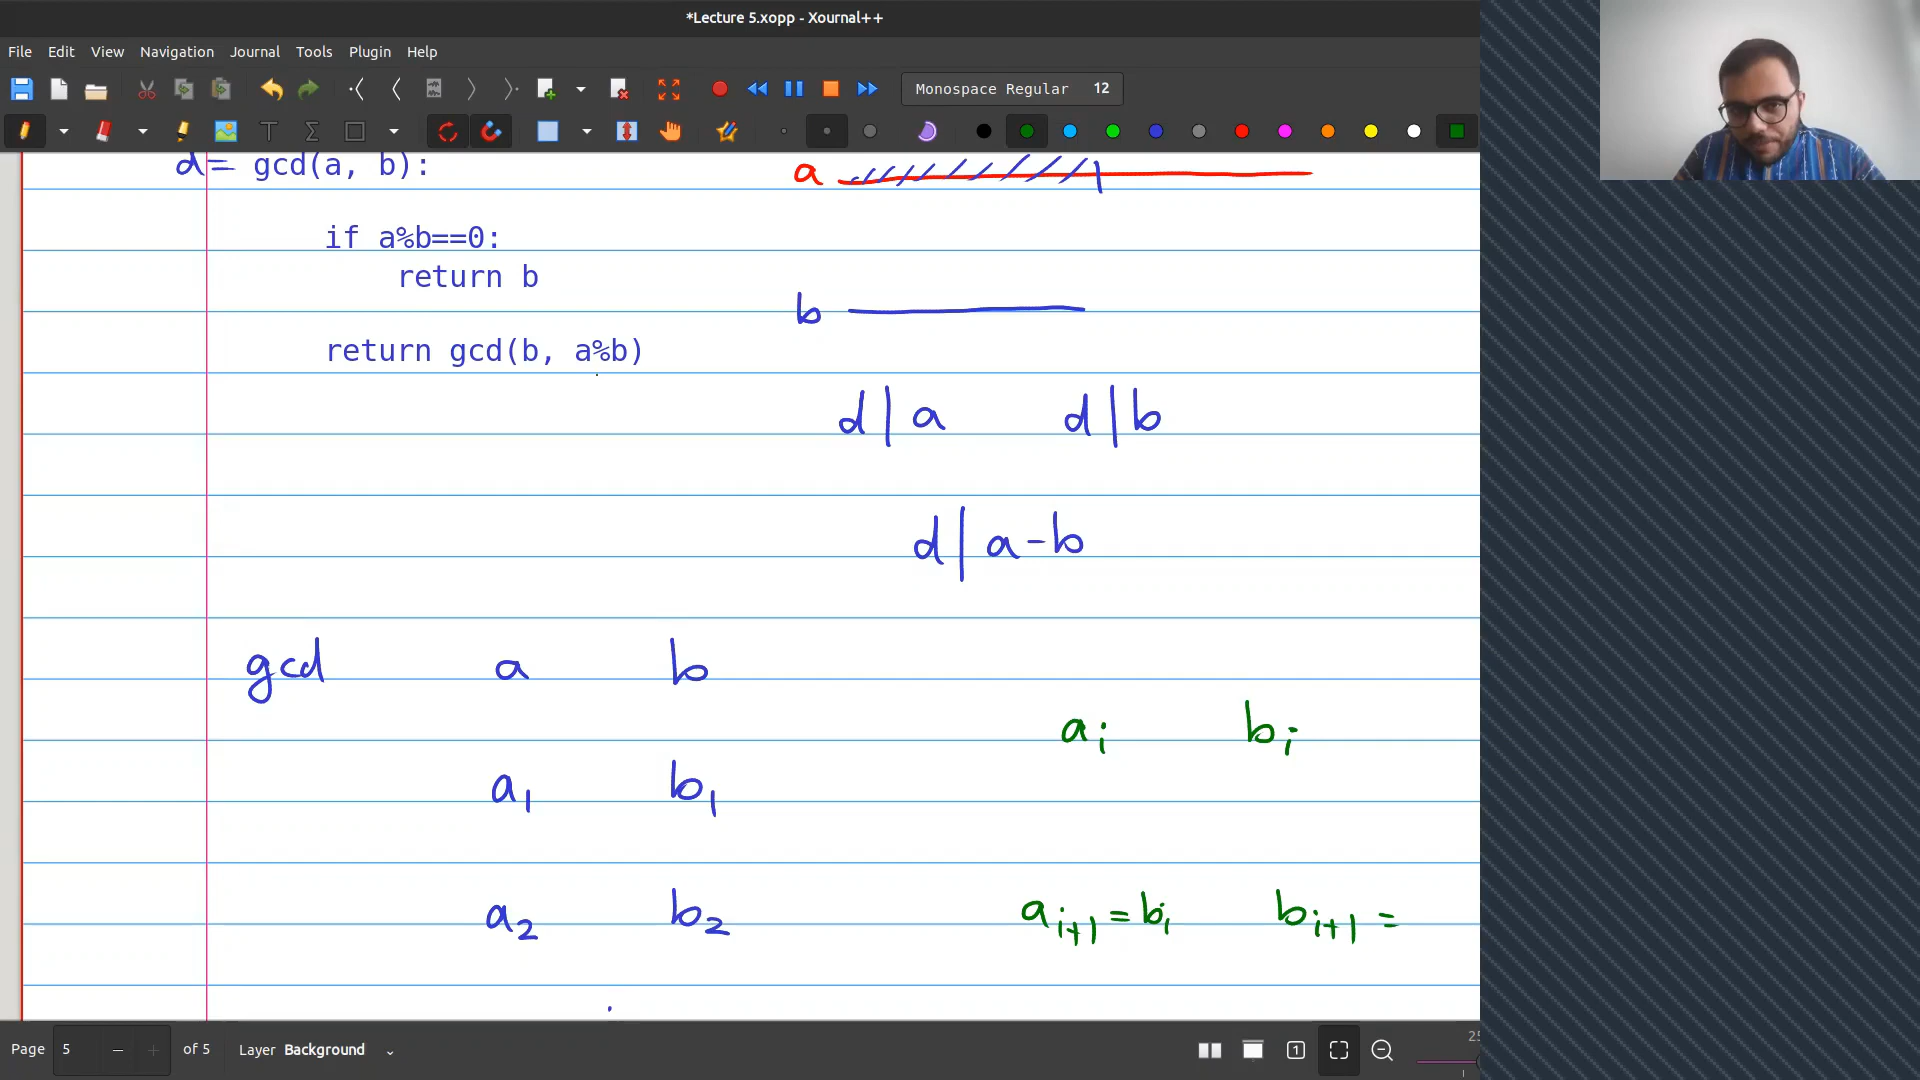 *Lecture 5.xopp - Xournal++
File Edit View Navigation Journal Tools Plugin Help
Monospace Regular 12
d= gcd(a, b):
a
if a%b==0:
return b
b
return gcd(b, a%b)
d | a d | b
d | a-b
gcd a b
a_i b_i
a_1 b_1
a_2 b_2 a_{i+1} = b_i b_{i+1} =
Page 5 of 5 Layer Background 25